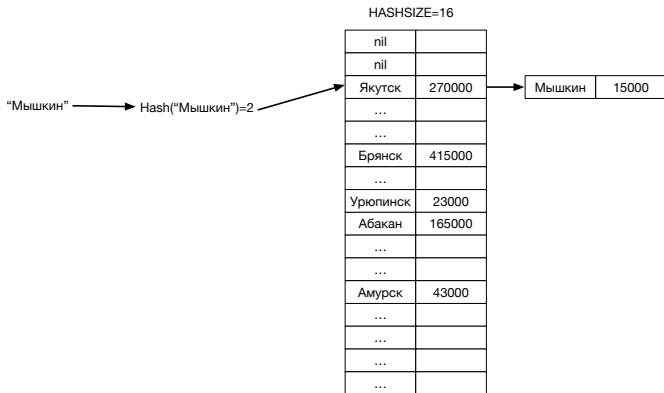 HASHSIZE=16
nil
nil
“Мышкин” Hash(“Мышкин”)=2 Якутск 270000 Мышкин 15000
...
...
Брянск 415000
...
Урюпинск 23000
Абакан 165000
...
...
Амурск 43000
...
...
...
...